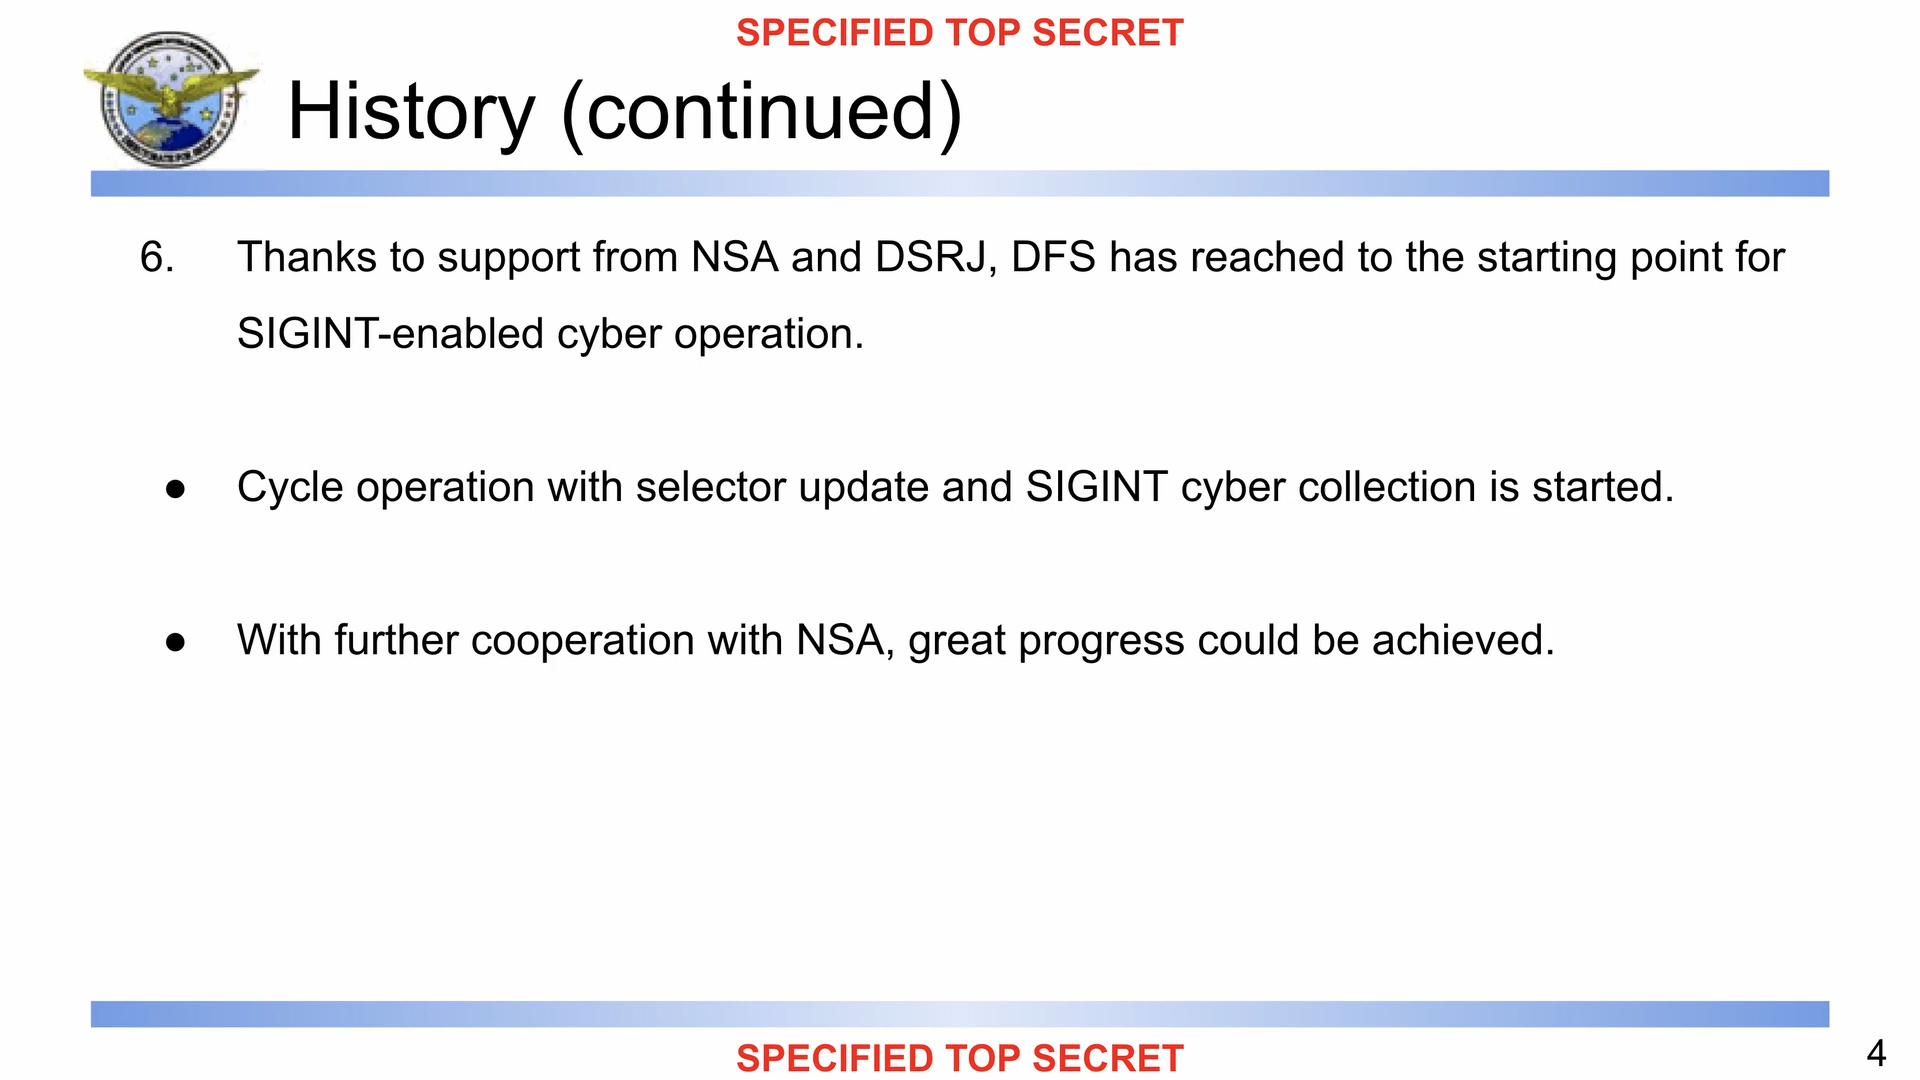 SPECIFIED TOP SECRET
History (continued)
6. Thanks to support from NSA and DSRJ, DFS has reached to the starting point for
SIGINT-enabled cyber operation.
● Cycle operation with selector update and SIGINT cyber collection is started.
● With further cooperation with NSA, great progress could be achieved.
SPECIFIED TOP SECRET
4